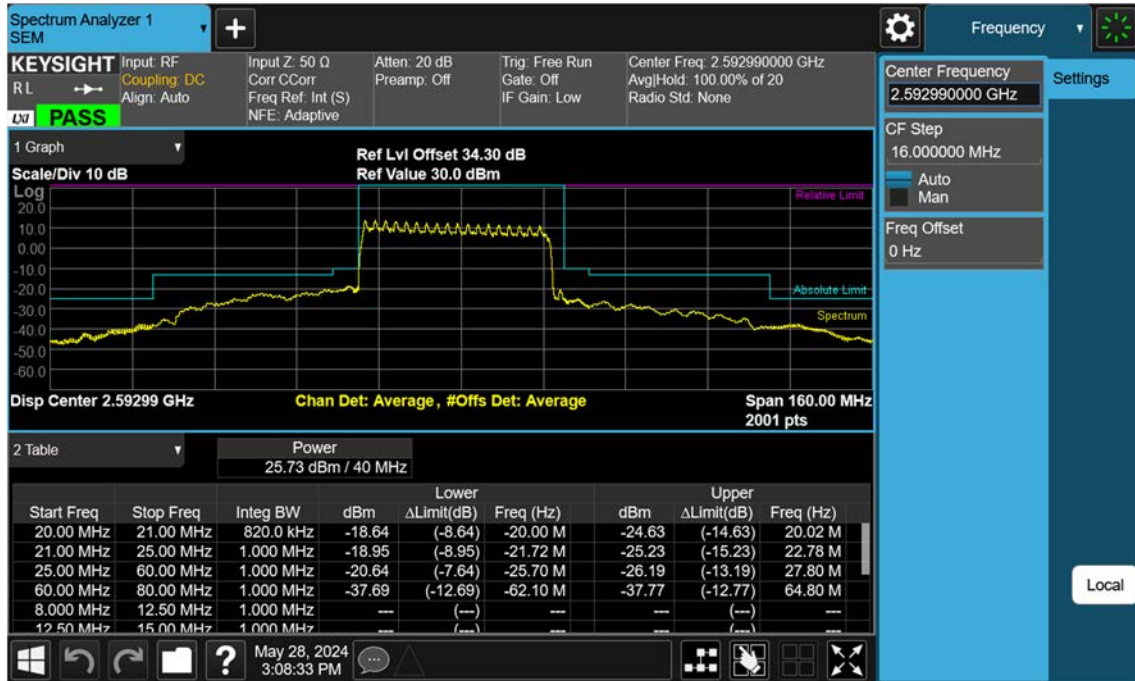 Spectrum Analyzer 1
SEM
+
Frequency
KEYSIGHT
R L
LXI PASS
Input: RF
Coupling: DC
Align: Auto
Input Z: 50 Ω
Corr CCorr
Freq Ref: Int (S)
NFE: Adaptive
Atten: 20 dB
Preamp: Off
Trig: Free Run
Gate: Off
IF Gain: Low
Center Freq: 2.592990000 GHz
Avg|Hold: 100.00% of 20
Radio Std: None
Center Frequency
2.592990000 GHz
Settings
CF Step
16.000000 MHz
Auto
Man
Freq Offset
0 Hz
Local
1 Graph
Scale/Div 10 dB
Ref Lvl Offset 34.30 dB
Ref Value 30.0 dBm
Log
20.0
10.0
0.00
-10.0
-20.0
-30.0
-40.0
-50.0
-60.0
Relative Limit
Absolute Limit
Spectrum
Disp Center 2.59299 GHz
Chan Det: Average, #Offs Det: Average
Span 160.00 MHz
2001 pts
2 Table
Power
25.73 dBm / 40 MHz
Lower Upper
Start Freq Stop Freq Integ BW dBm ΔLimit(dB) Freq (Hz) dBm ΔLimit(dB) Freq (Hz)
20.00 MHz 21.00 MHz 820.0 kHz -18.64 (-8.64) -20.00 M -24.63 (-14.63) 20.02 M
21.00 MHz 25.00 MHz 1.000 MHz -18.95 (-8.95) -21.72 M -25.23 (-15.23) 22.78 M
25.00 MHz 60.00 MHz 1.000 MHz -20.64 (-7.64) -25.70 M -26.19 (-13.19) 27.80 M
60.00 MHz 80.00 MHz 1.000 MHz -37.69 (-12.69) -62.10 M -37.77 (-12.77) 64.80 M
8.000 MHz 12.50 MHz 1.000 MHz --- (---) --- --- (---) ---
12.50 MHz 15.00 MHz 1.000 MHz --- (---) --- --- (---) ---
?
May 28, 2024
3:08:33 PM